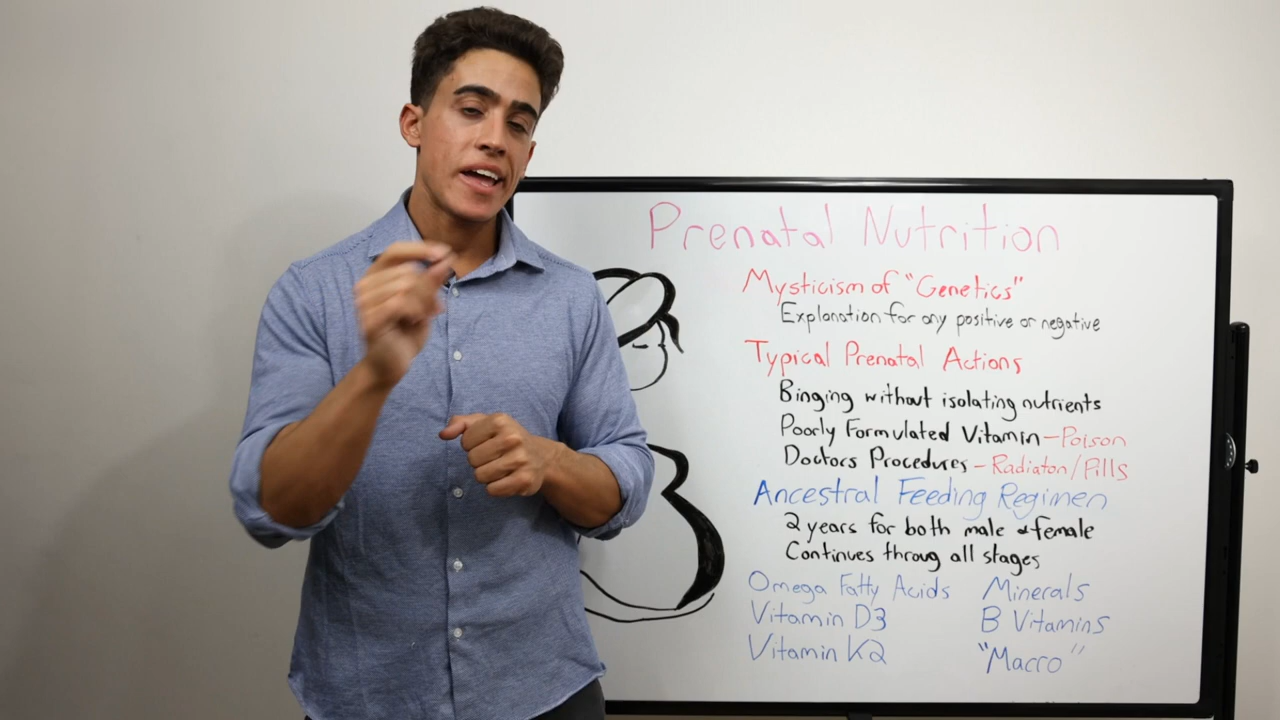 Prenatal Nutrition
Mysticism of "Genetics"
Explanation for any positive or negative
Typical Prenatal Actions
Binging without isolating nutrients
Poorly Formulated Vitamin - Poison
Doctors Procedures - Radiaton/Pills
Ancestral Feeding Regimen
2 years for both male & female
Continues throug all stages
Omega Fatty Acids Minerals
Vitamin D3 B Vitamins
Vitamin K2 "Macro"